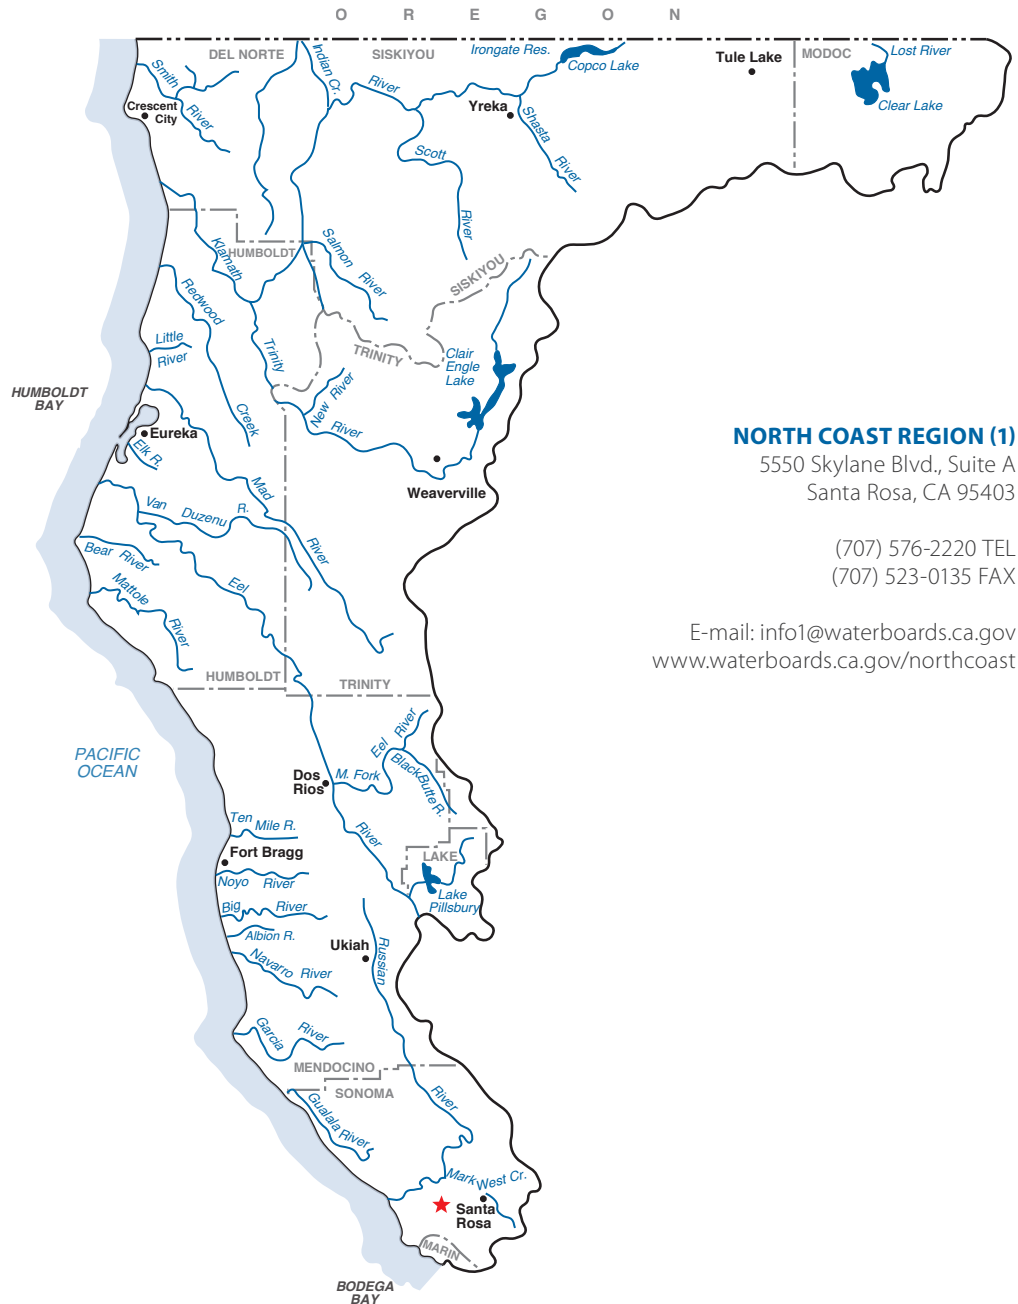 O R E G O N
DEL NORTE
SISKIYOU
Irongate Res.
Copco Lake
Tule Lake
MODOC
Lost River
Clear Lake
Smith
River
Crescent
City
Indian Cr.
River
Yreka
Shasta
River
Scott
River
Klamath
HUMBOLDT
Salmon
River
SISKIYOU
Redwood
Creek
Little
River
Trinity
TRINITY
Clair
Engle
Lake
New River
River
HUMBOLDT
BAY
Eureka
Elk R.
Weaverville
NORTH COAST REGION (1)
5550 Skylane Blvd., Suite A
Santa Rosa, CA 95403
(707) 576-2220 TEL
(707) 523-0135 FAX
E-mail: info1@waterboards.ca.gov
www.waterboards.ca.gov/northcoast
Mad
River
Van Duzenu R.
Bear River
Mattole
River
Eel
HUMBOLDT
TRINITY
PACIFIC
OCEAN
Dos
Rios
M. Fork
Eel River
BlackButte R.
River
Ten
Mile R.
Fort Bragg
LAKE
Noyo River
Lake
Pillsbury
Big River
Albion R.
Ukiah
Russian
Navarro River
Garcia
River
MENDOCINO
SONOMA
River
Gualala River
Mark West Cr.
Santa
Rosa
MARIN
BODEGA
BAY